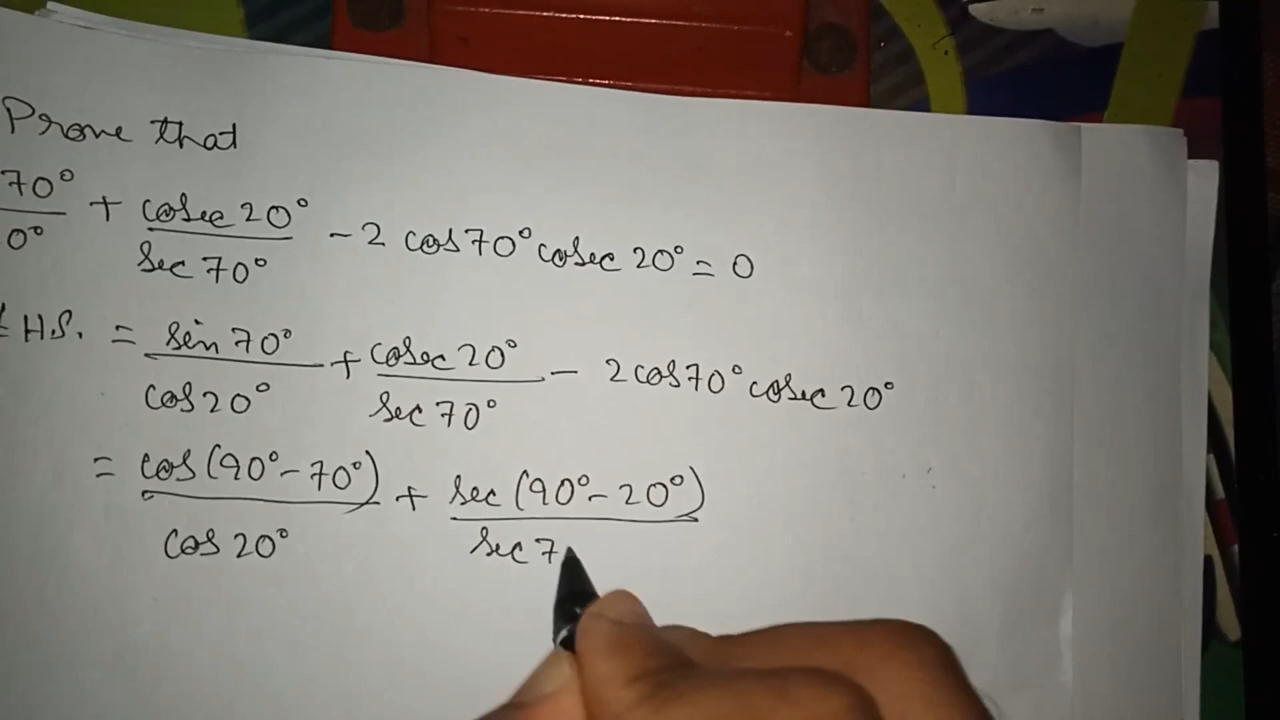 Prove that
70°/0° + cosec 20°/sec 70° - 2 cos 70° cosec 20° = 0
L.H.S. = sin 70°/cos 20° + cosec 20°/sec 70° - 2 cos 70° cosec 20°
= cos (90° - 70°)/cos 20° + sec (90° - 20°)/sec 7